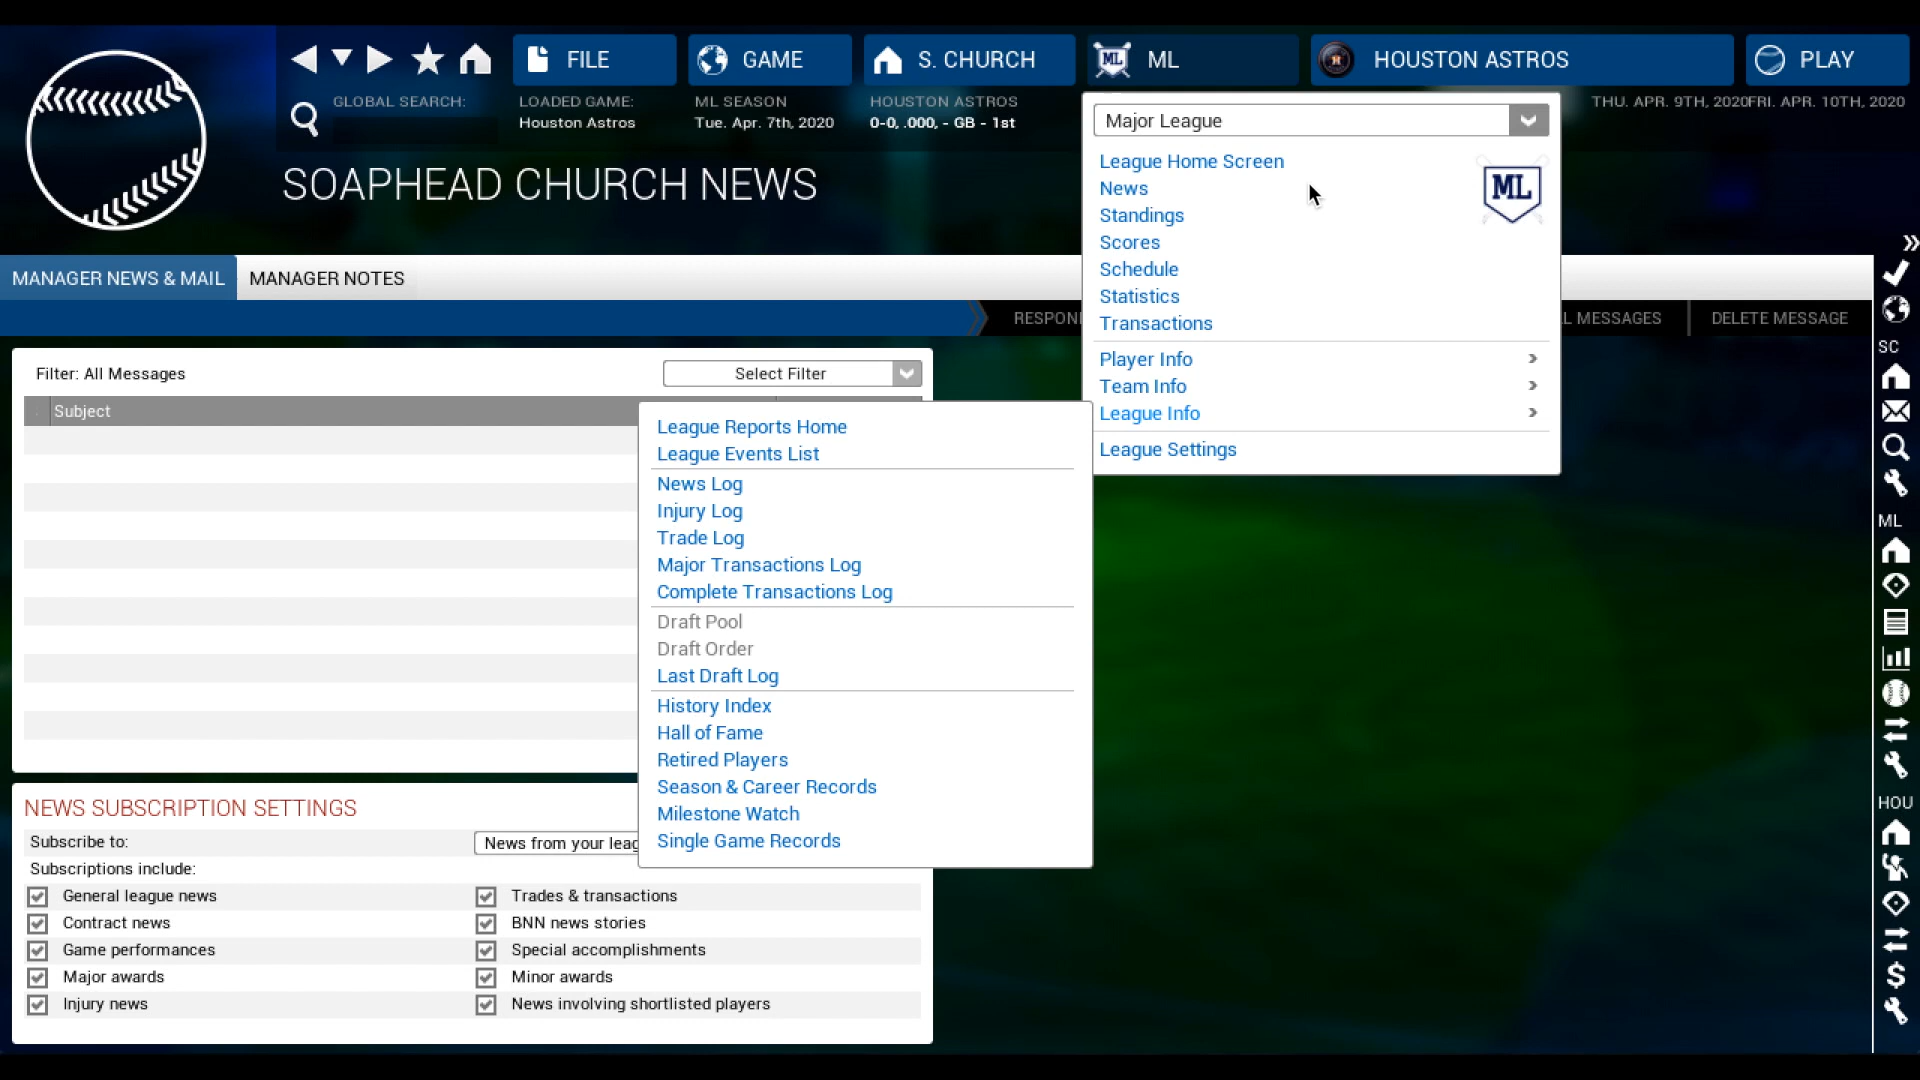 FILE
GAME
S. CHURCH
ML
ML
HOUSTON ASTROS
PLAY
GLOBAL SEARCH:
LOADED GAME:
Houston Astros
ML SEASON
Tue. Apr. 7th, 2020
HOUSTON ASTROS
0-0, .000, - GB - 1st
THU. APR. 9TH, 2020
FRI. APR. 10TH, 2020
SOAPHEAD CHURCH NEWS
Major League
League Home Screen
News
Standings
Scores
Schedule
Statistics
Transactions
ML
Player Info
Team Info
League Info
League Settings
MANAGER NEWS & MAIL
MANAGER NOTES
RESPON
L MESSAGES
DELETE MESSAGE
Filter: All Messages
Select Filter
Subject
League Reports Home
League Events List
News Log
Injury Log
Trade Log
Major Transactions Log
Complete Transactions Log
Draft Pool
Draft Order
Last Draft Log
History Index
Hall of Fame
Retired Players
Season & Career Records
Milestone Watch
Single Game Records
NEWS SUBSCRIPTION SETTINGS
Subscribe to:
News from your leag
Subscriptions include:
General league news
Trades & transactions
Contract news
BNN news stories
Game performances
Special accomplishments
Major awards
Minor awards
Injury news
News involving shortlisted players
SC
ML
HOU
$